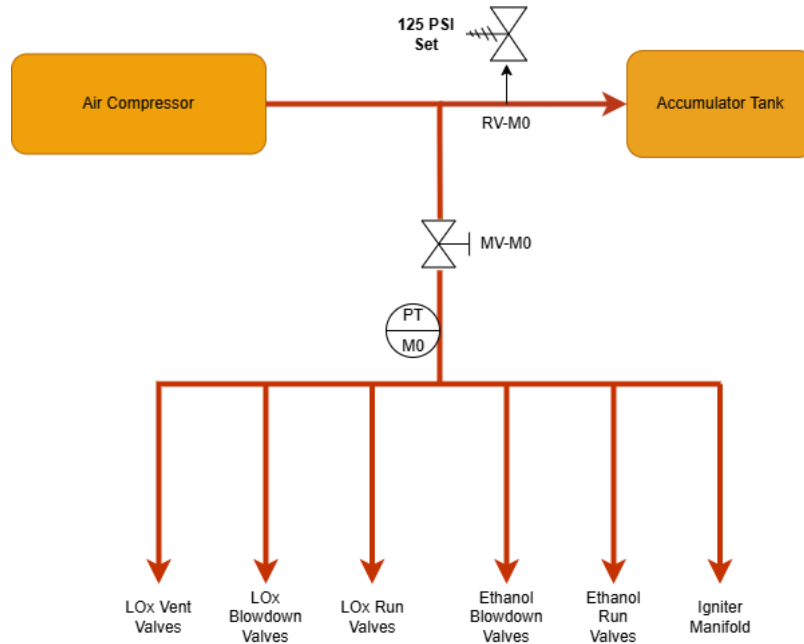 125 PSI
Set
Air Compressor
Accumulator Tank
RV-M0
MV-M0
PT
M0
LOx Vent
Valves
LOx
Blowdown
Valves
LOx Run
Valves
Ethanol
Blowdown
Valves
Ethanol
Run
Valves
Igniter
Manifold